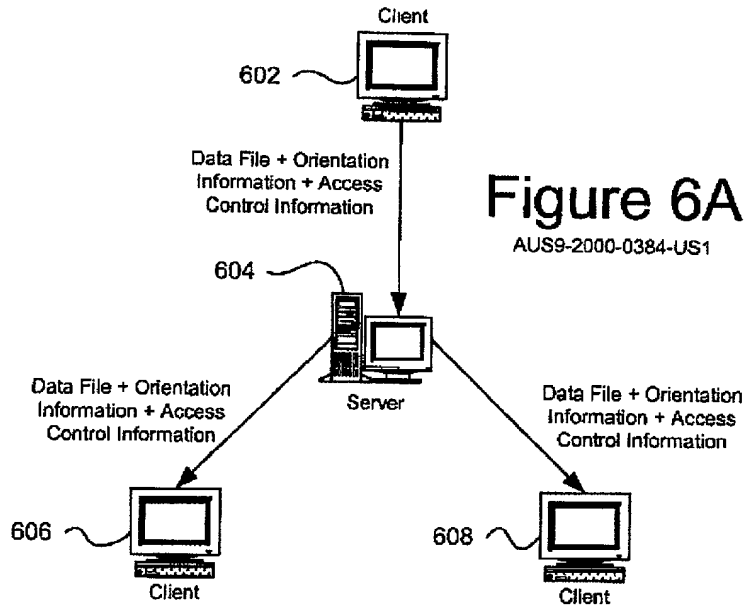 Client
602
Data File + Orientation
Information + Access
Control Information
Figure 6A
AUS9-2000-0384-US1
604
Server
Data File + Orientation
Information + Access
Control Information
Data File + Orientation
Information + Access
Control Information
606
Client
608
Client